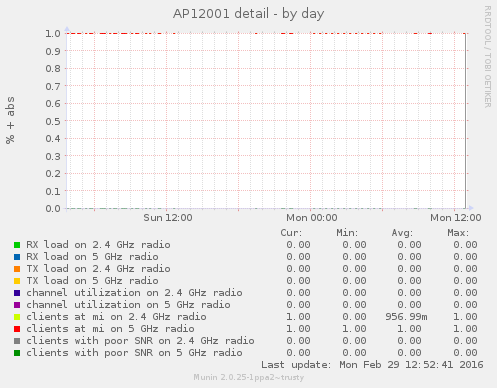 AP12001 detail - by day
RRDTOOL / TOBI OETIKER
% + abs
1.0
0.9
0.8
0.7
0.6
0.5
0.4
0.3
0.2
0.1
0.0
Sun 12:00 Mon 00:00 Mon 12:00
Cur: Min: Avg: Max:
RX load on 2.4 GHz radio 0.00 0.00 0.00 0.00
RX load on 5 GHz radio 0.00 0.00 0.00 0.00
TX load on 2.4 GHz radio 0.00 0.00 0.00 0.00
TX load on 5 GHz radio 0.00 0.00 0.00 0.00
channel utilization on 2.4 GHz radio 0.00 0.00 0.00 0.00
channel utilization on 5 GHz radio 0.00 0.00 0.00 0.00
clients at mi on 2.4 GHz radio 1.00 0.00 956.99m 1.00
clients at mi on 5 GHz radio 1.00 1.00 1.00 1.00
clients with poor SNR on 2.4 GHz radio 0.00 0.00 0.00 0.00
clients with poor SNR on 5 GHz radio 0.00 0.00 0.00 0.00
Last update: Mon Feb 29 12:52:41 2016
Munin 2.0.25-1ppa2~trusty